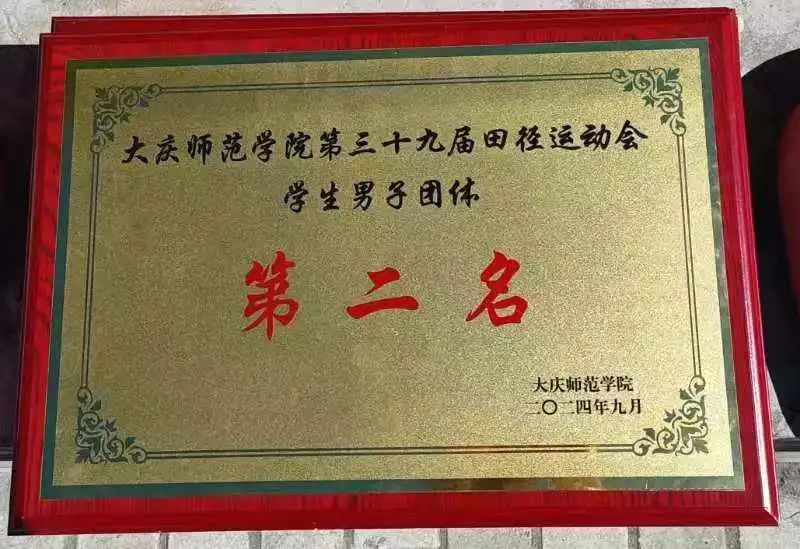 大庆师范学院第三十九届田径运动会
学生男子团体
第二名
大庆师范学院
二〇二四年九月